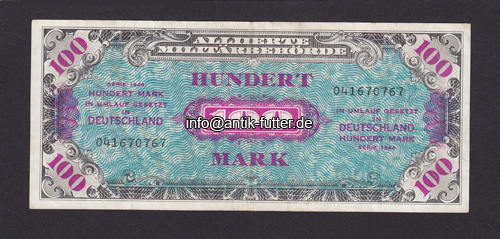 ALLIIERTE
MILITÄRBEHÖRDE
100
100
HUNDERT
SERIE 1944
HUNDERT MARK
IN UMLAUF GESETZT
IN
DEUTSCHLAND
041670767
041670767
100
info@antik-futter.de
IN UMLAUF GESETZT
IN
DEUTSCHLAND
HUNDERT MARK
SERIE 1944
MARK
100
100